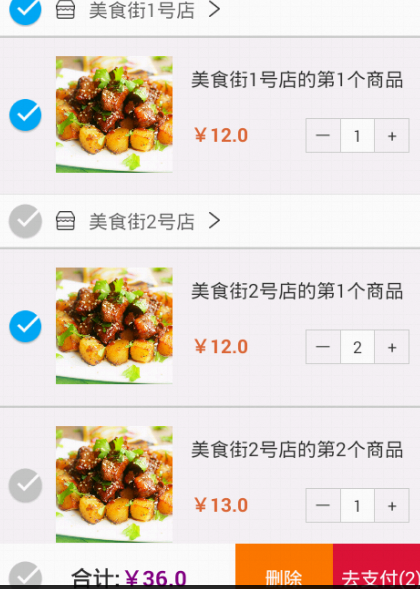 美食街1号店
美食街1号店的第1个商品
￥12.0
— 1 +
美食街2号店
美食街2号店的第1个商品
￥12.0
— 2 +
美食街2号店的第2个商品
￥13.0
— 1 +
合计:￥36.0 删除 去支付(2)